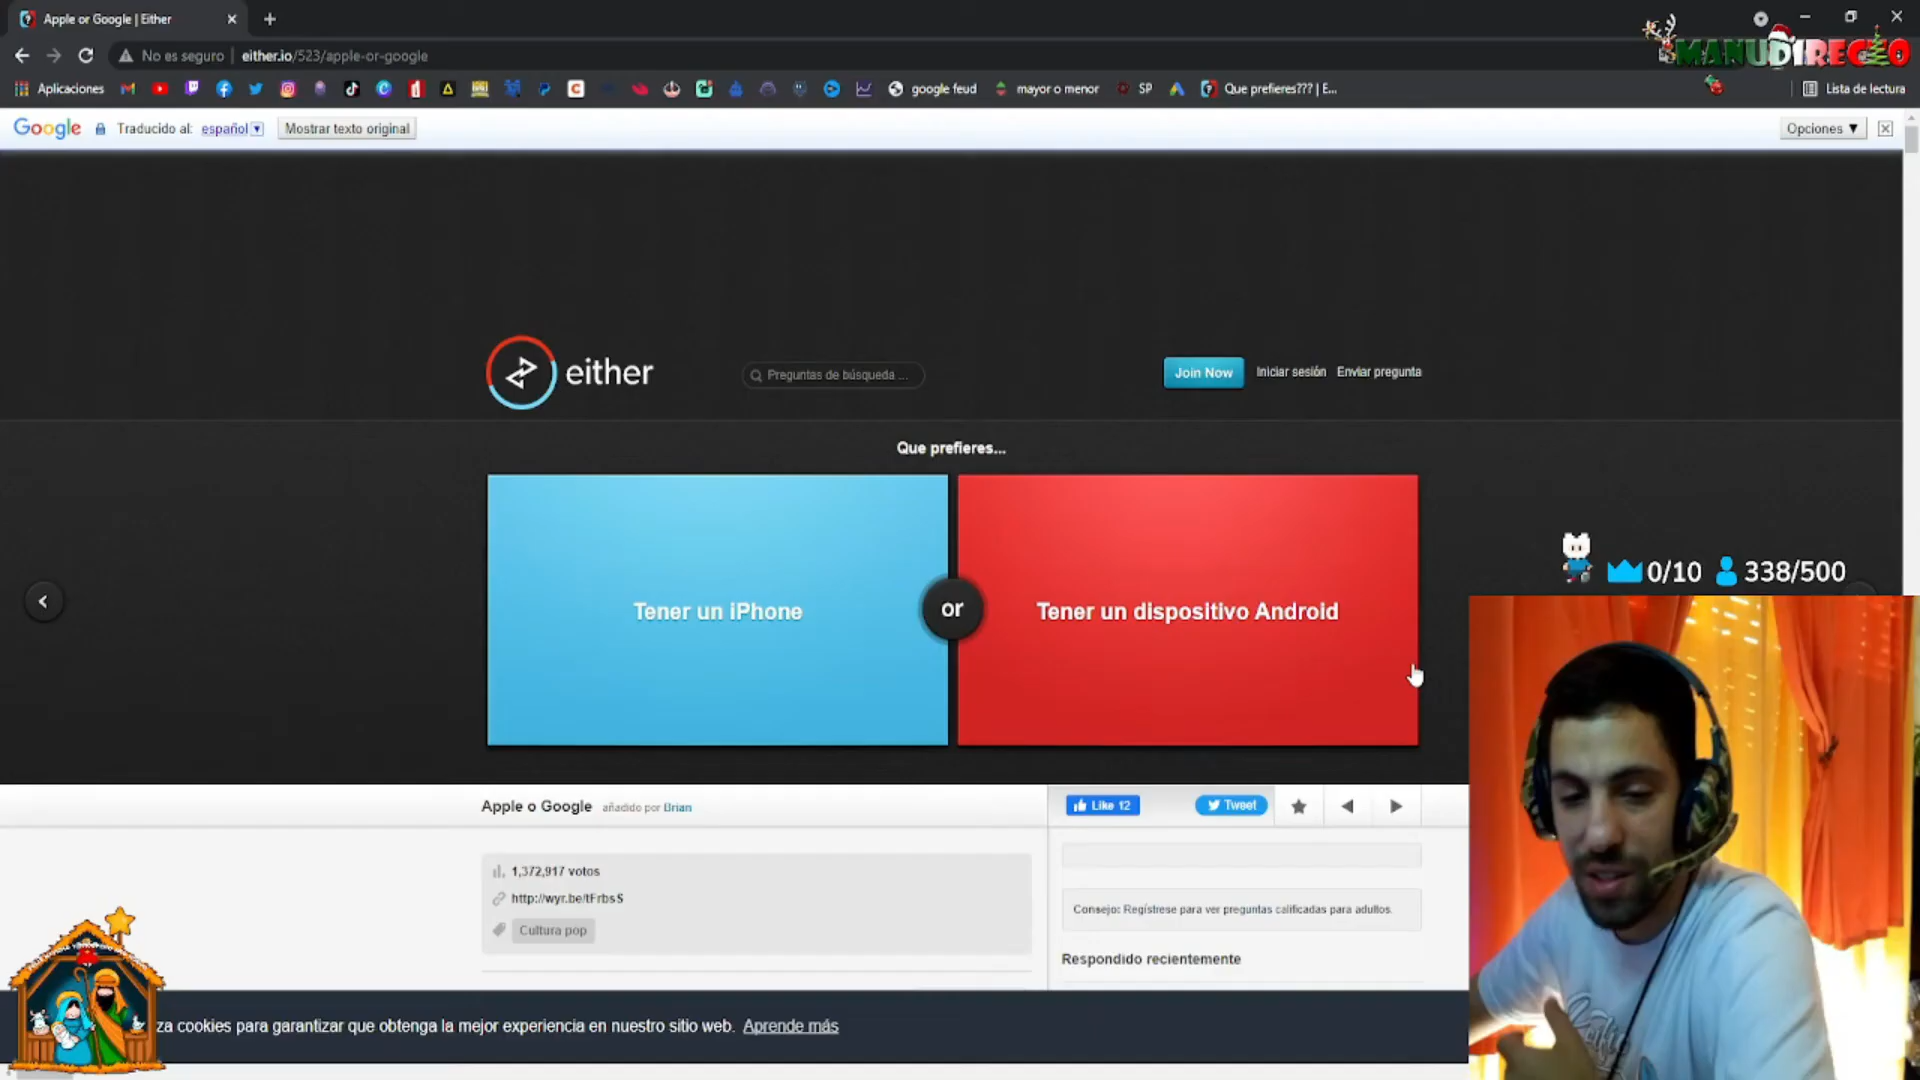 Apple or Google | Either
No es seguro
either.io/523/apple-or-google
MANUDIRECTO
Aplicaciones
google feud
mayor o menor
SP
Que prefieres??? | E...
Lista de lectura
Google
Traducido al:
español
Mostrar texto original
Opciones ▼
either
Preguntas de búsqueda ...
Join Now
Iniciar sesión
Enviar pregunta
Que prefieres...
Tener un iPhone
or
Tener un dispositivo Android
0/10
338/500
Apple o Google
añadido por Brian
Like 12
Tweet
1,372,917 votos
http://wyr.be/tFrbsS
Cultura pop
Consejo: Regístrese para ver preguntas calificadas para adultos.
Respondido recientemente
za cookies para garantizar que obtenga la mejor experiencia en nuestro sitio web.
Aprende más